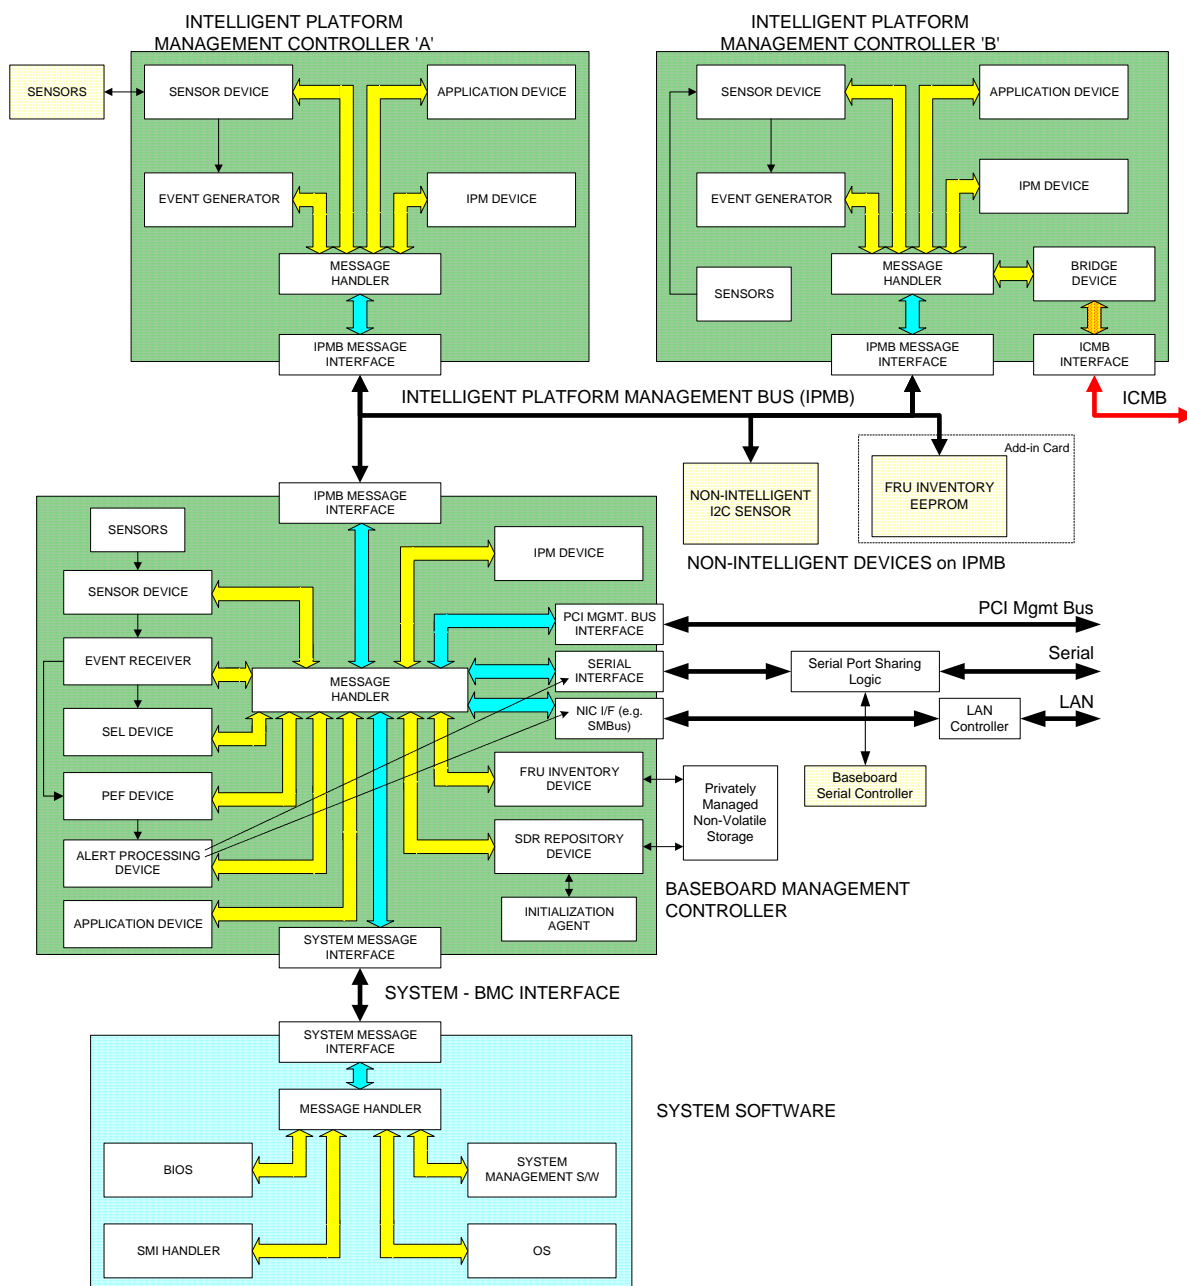 INTELLIGENT PLATFORM
MANAGEMENT CONTROLLER 'A'
INTELLIGENT PLATFORM
MANAGEMENT CONTROLLER 'B'
SENSORS
SENSOR DEVICE
APPLICATION DEVICE
EVENT GENERATOR
IPM DEVICE
MESSAGE
HANDLER
IPMB MESSAGE
INTERFACE
SENSOR DEVICE
APPLICATION DEVICE
EVENT GENERATOR
IPM DEVICE
SENSORS
MESSAGE
HANDLER
BRIDGE
DEVICE
IPMB MESSAGE
INTERFACE
ICMB
INTERFACE
INTELLIGENT PLATFORM MANAGEMENT BUS (IPMB)
ICMB
Add-in Card
NON-INTELLIGENT
I2C SENSOR
FRU INVENTORY
EEPROM
NON-INTELLIGENT DEVICES on IPMB
IPMB MESSAGE
INTERFACE
SENSORS
IPM DEVICE
SENSOR DEVICE
EVENT RECEIVER
MESSAGE
HANDLER
SEL DEVICE
PEF DEVICE
ALERT PROCESSING
DEVICE
APPLICATION DEVICE
PCI MGMT. BUS
INTERFACE
SERIAL
INTERFACE
NIC I/F (e.g.
SMBus)
FRU INVENTORY
DEVICE
SDR REPOSITORY
DEVICE
INITIALIZATION
AGENT
SYSTEM MESSAGE
INTERFACE
PCI Mgmt Bus
Serial Port Sharing
Logic
Serial
LAN
Controller
LAN
Baseboard
Serial Controller
Privately
Managed
Non-Volatile
Storage
BASEBOARD MANAGEMENT
CONTROLLER
SYSTEM - BMC INTERFACE
SYSTEM MESSAGE
INTERFACE
MESSAGE HANDLER
SYSTEM SOFTWARE
BIOS
SYSTEM
MANAGEMENT S/W
SMI HANDLER
OS